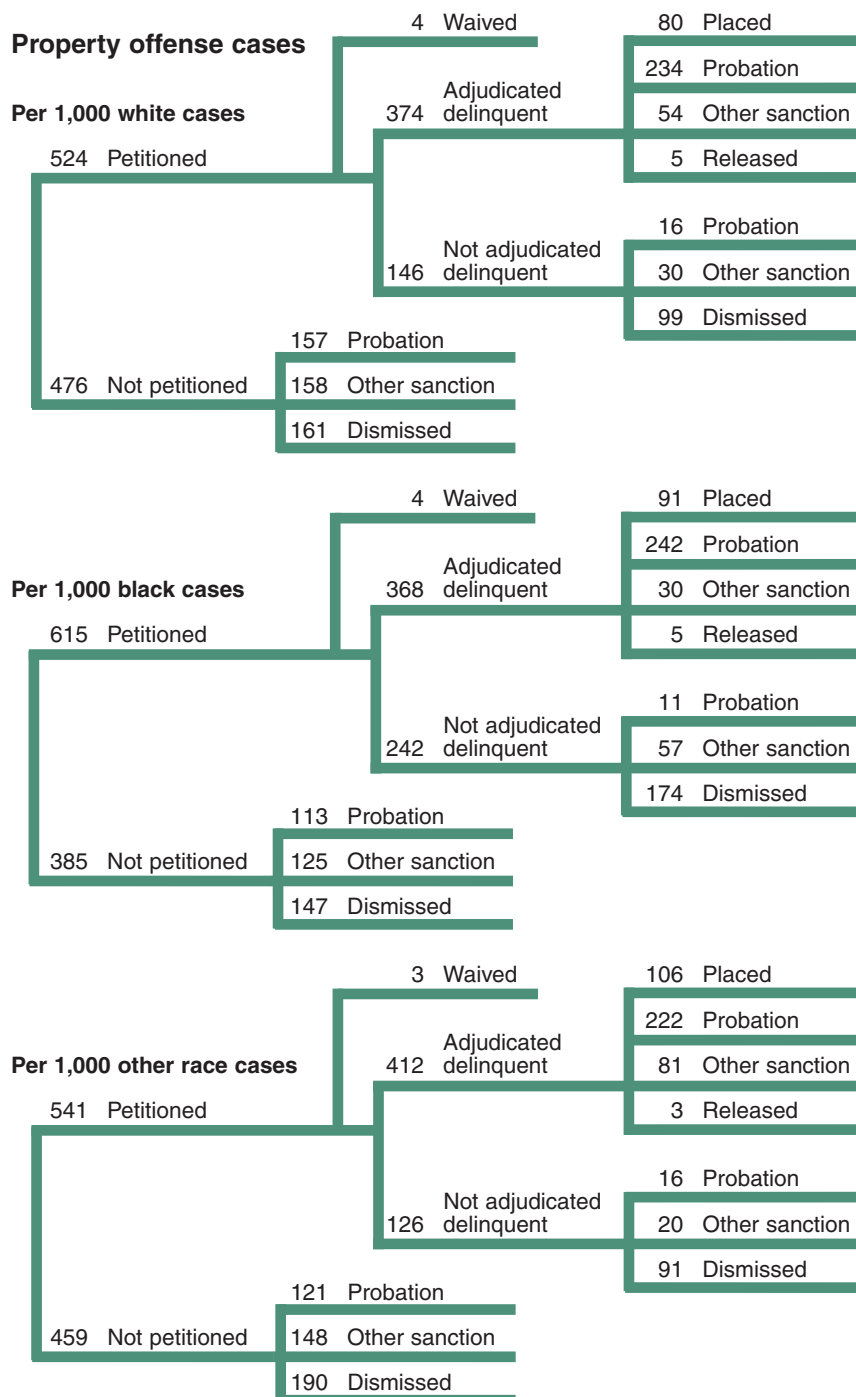 Property offense cases
Per 1,000 white cases
524 Petitioned
4 Waived
374 Adjudicated
delinquent
80 Placed
234 Probation
54 Other sanction
5 Released
146 Not adjudicated
delinquent
16 Probation
30 Other sanction
99 Dismissed
476 Not petitioned
157 Probation
158 Other sanction
161 Dismissed
Per 1,000 black cases
615 Petitioned
4 Waived
368 Adjudicated
delinquent
91 Placed
242 Probation
30 Other sanction
5 Released
242 Not adjudicated
delinquent
11 Probation
57 Other sanction
174 Dismissed
385 Not petitioned
113 Probation
125 Other sanction
147 Dismissed
Per 1,000 other race cases
541 Petitioned
3 Waived
412 Adjudicated
delinquent
106 Placed
222 Probation
81 Other sanction
3 Released
126 Not adjudicated
delinquent
16 Probation
20 Other sanction
91 Dismissed
459 Not petitioned
121 Probation
148 Other sanction
190 Dismissed